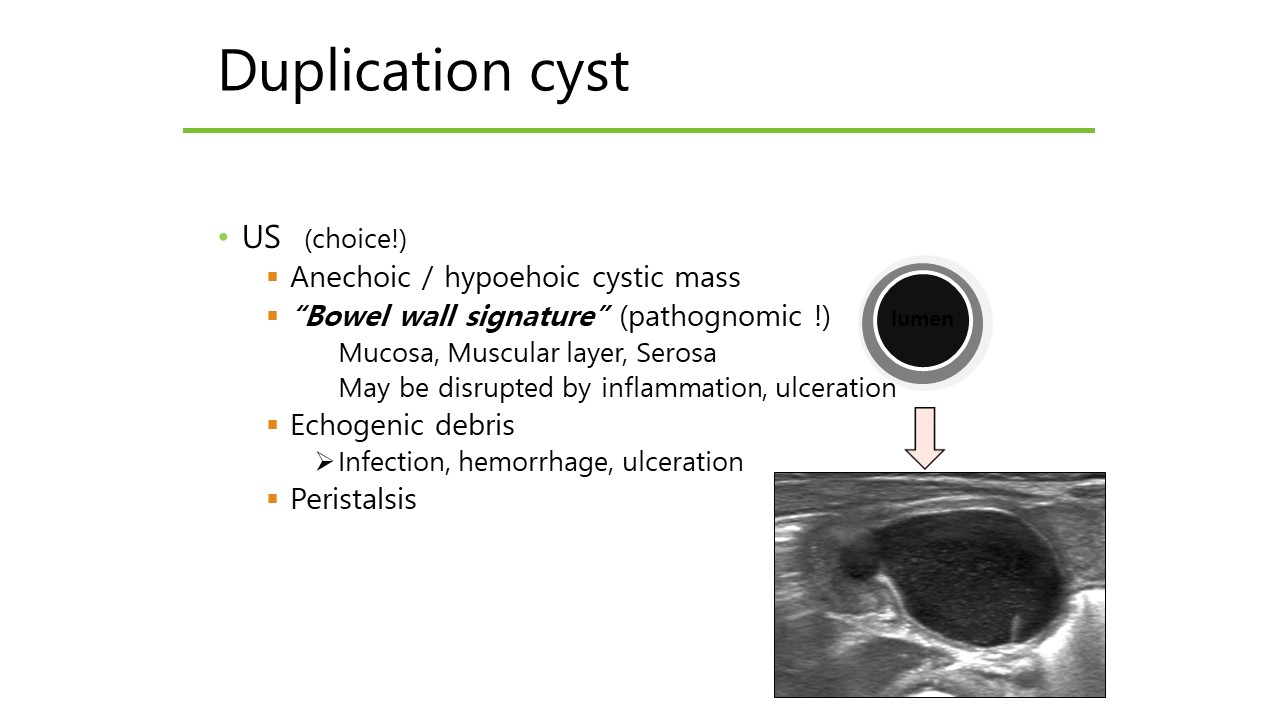 Duplication cyst
• US (choice!)
▪ Anechoic / hypoehoic cystic mass
▪ “Bowel wall signature” (pathognomic !)
lumen
Mucosa, Muscular layer, Serosa
May be disrupted by inflammation, ulceration
▪ Echogenic debris
➢ Infection, hemorrhage, ulceration
▪ Peristalsis